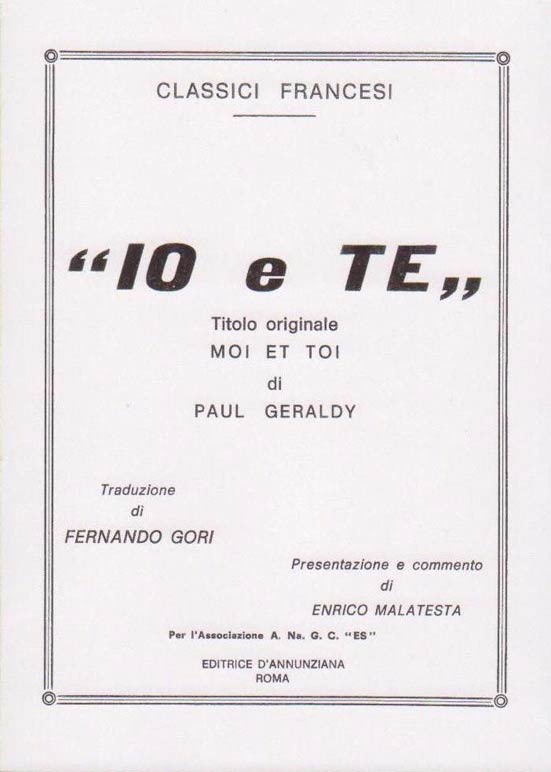 CLASSICI FRANCESI
“IO e TE„
Titolo originale
MOI ET TOI
di
PAUL GERALDY
Traduzione
di
FERNANDO GORI
Presentazione e commento
di
ENRICO MALATESTA
Per l'Associazione A. Na. G. C. "ES"
EDITRICE D'ANNUNZIANA
ROMA